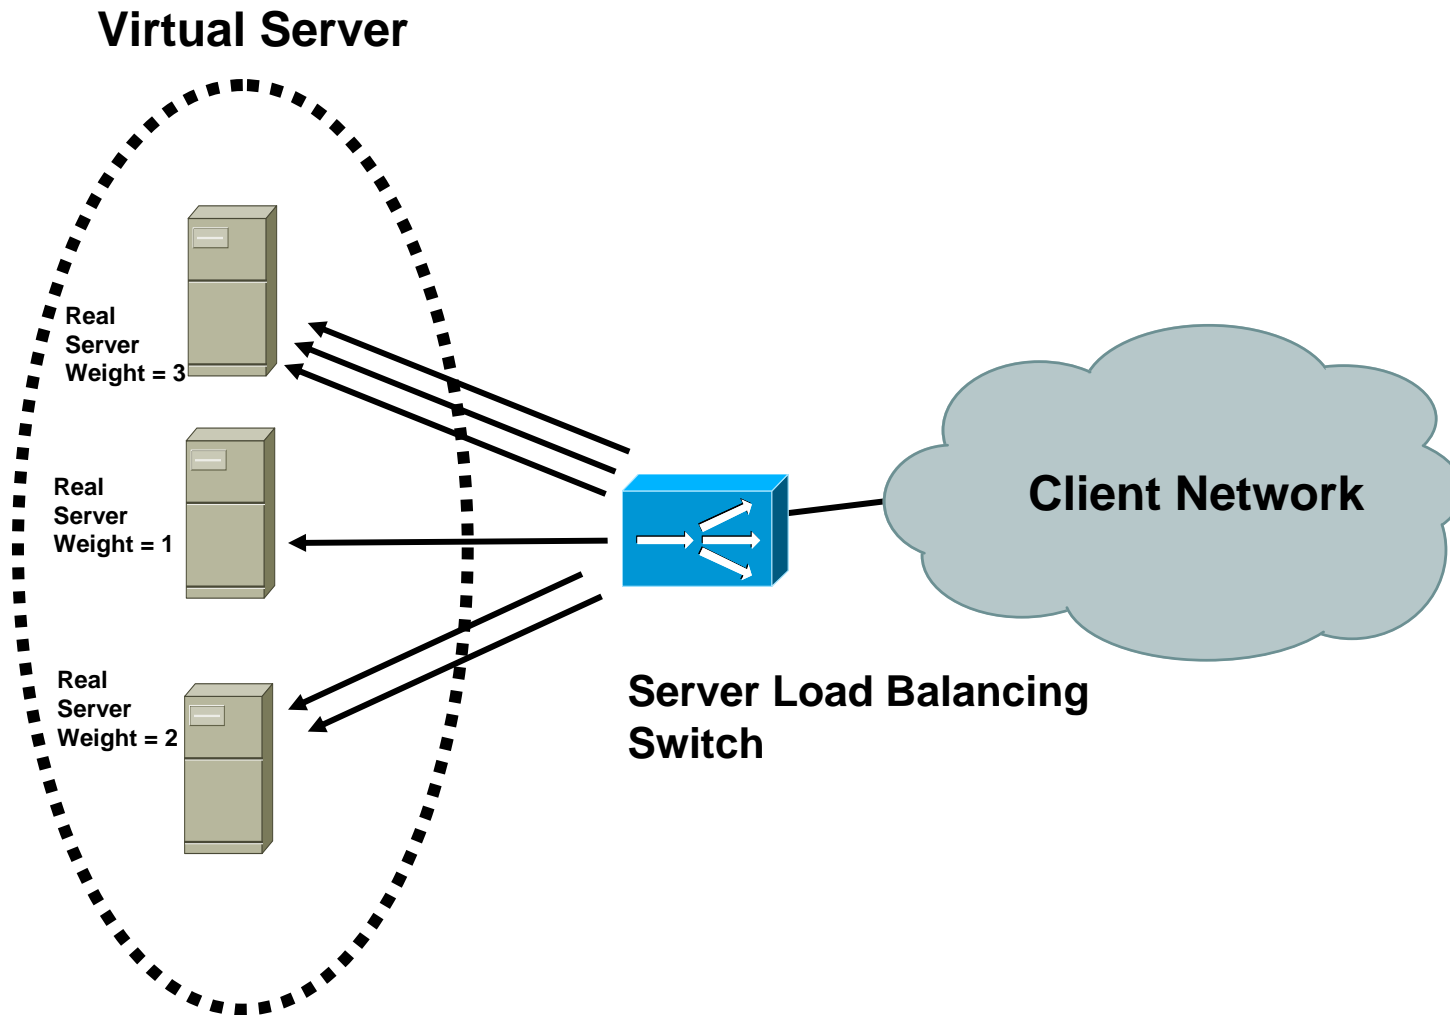 Virtual Server
Real
Server
Weight = 3
Real
Server
Weight = 1
Real
Server
Weight = 2
Client Network
Server Load Balancing
Switch